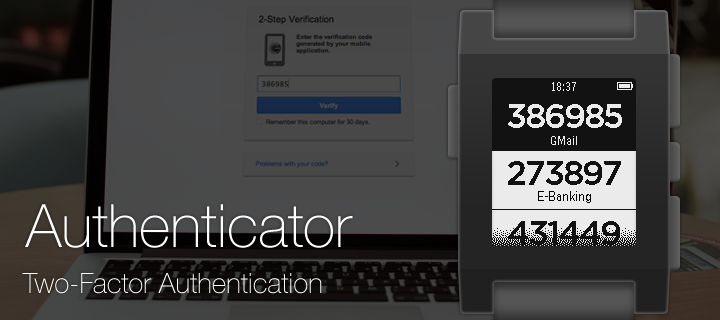 2-Step Verification
Enter the verification code
generated by your mobile
application.
386985
Verify
Remember this computer for 30 days.
Problems with your code?
18:37
386985
GMail
273897
E-Banking
431449
Authenticator
Two-Factor Authentication